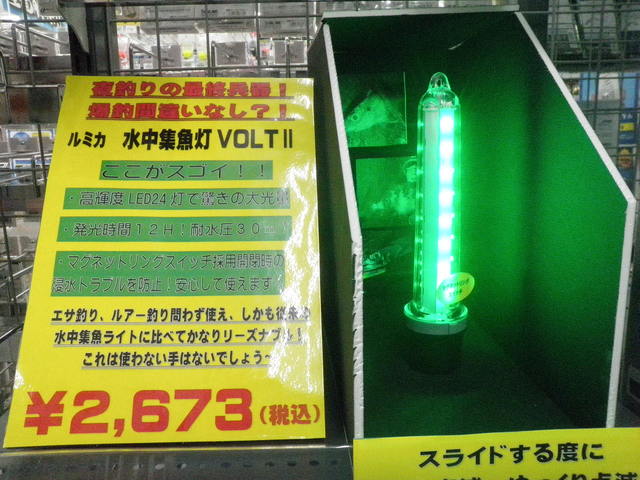 夜釣りの最終兵器！
爆釣間違いなし？！
ルミカ 水中集魚灯 VOLTⅡ
ここがスゴイ！！
・高輝度LED24灯で驚きの大光量
・発光時間12H！耐水圧30m！
・マグネットリングスイッチ採用開閉時の
浸水トラブルを防止！安心して使えます！
エサ釣り、ルアー釣り問わず使え、しかも従来の
水中集魚ライトに比べてかなりリーズナブル！
これは使わない手はないでしょう～
¥2,673(税込)
スライドする度に
ゆっくり点滅